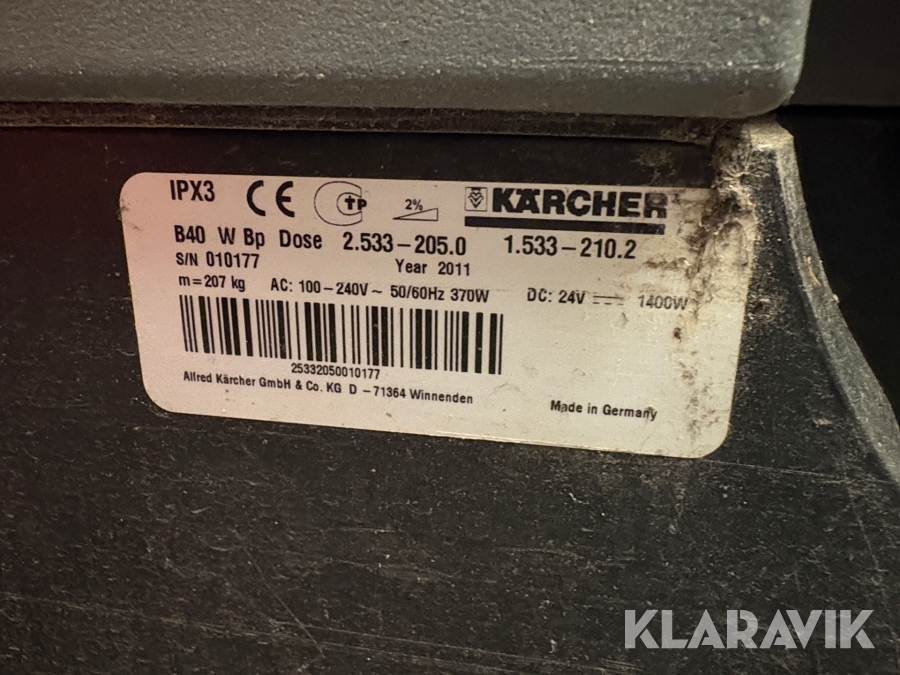 IPX3 CE TP 2% KÄRCHER
B40 W Bp Dose 2.533-205.0 1.533-210.2
S/N 010177 Year 2011
m=207 kg AC: 100-240V~ 50/60Hz 370W DC: 24V ⎓ 1400W
25332050010177
Alfred Kärcher GmbH & Co. KG D - 71364 Winnenden
Made in Germany
KLARAVIK